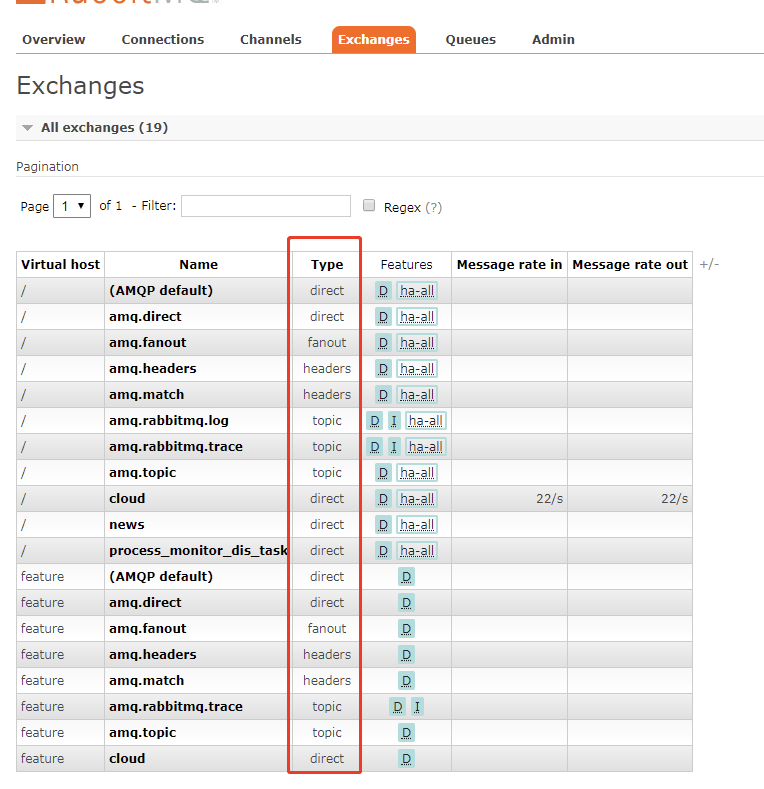 Overview Connections Channels Exchanges Queues Admin
Exchanges
All exchanges (19)
Pagination
Page 1 of 1 - Filter: Regex (?)
Virtual host Name Type Features Message rate in Message rate out +/-
/ (AMQP default) direct D ha-all
/ amq.direct direct D ha-all
/ amq.fanout fanout D ha-all
/ amq.headers headers D ha-all
/ amq.match headers D ha-all
/ amq.rabbitmq.log topic D I ha-all
/ amq.rabbitmq.trace topic D I ha-all
/ amq.topic topic D ha-all
/ cloud direct D ha-all 22/s 22/s
/ news direct D ha-all
/ process_monitor_dis_task direct D ha-all
feature (AMQP default) direct D
feature amq.direct direct D
feature amq.fanout fanout D
feature amq.headers headers D
feature amq.match headers D
feature amq.rabbitmq.trace topic D I
feature amq.topic topic D
feature cloud direct D